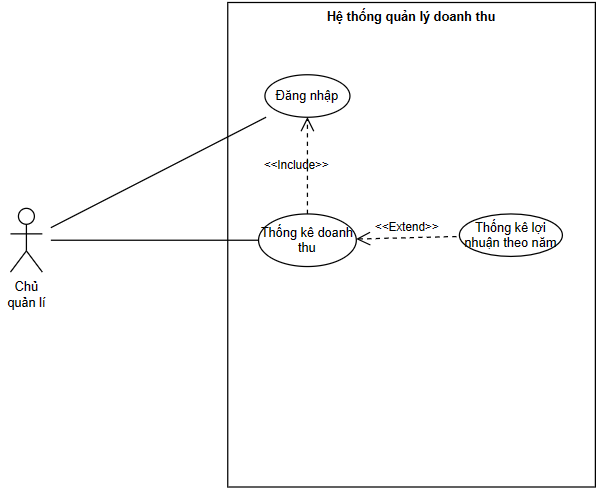 Hệ thống quản lý doanh thu
Đăng nhập
<<Include>>
Thống kê doanh
thu
<<Extend>>
Thống kê lợi
nhuận theo năm
Chủ
quản lí